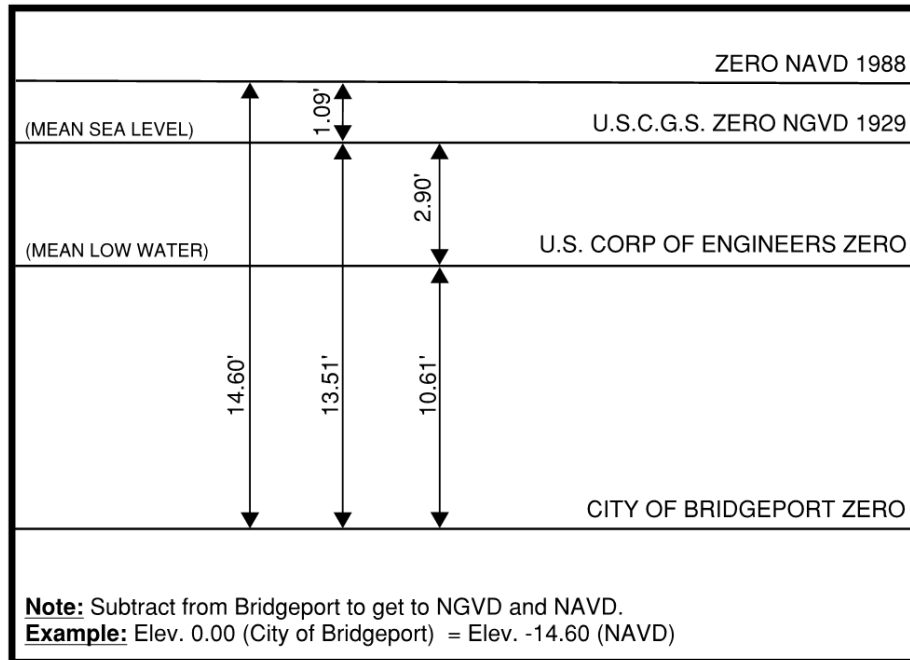 ZERO NAVD 1988
1.09'
(MEAN SEA LEVEL)
U.S.C.G.S. ZERO NGVD 1929
2.90'
(MEAN LOW WATER)
U.S. CORP OF ENGINEERS ZERO
14.60'
13.51'
10.61'
CITY OF BRIDGEPORT ZERO
Note: Subtract from Bridgeport to get to NGVD and NAVD.
Example: Elev. 0.00 (City of Bridgeport) = Elev. -14.60 (NAVD)